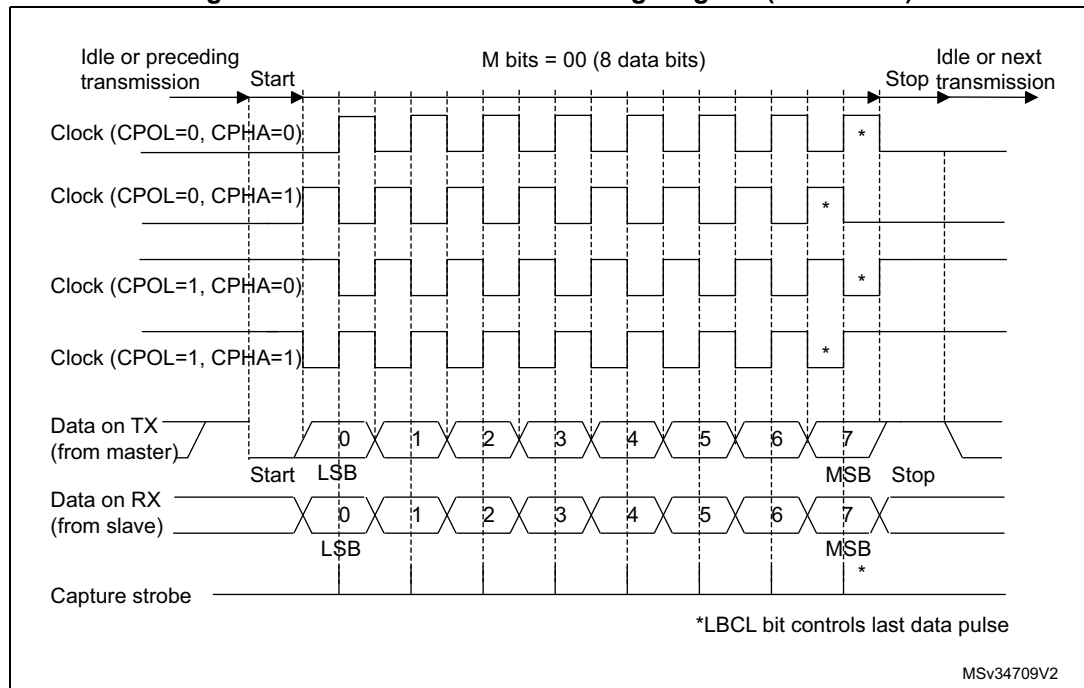 Idle or preceding transmission
Start
M bits = 00 (8 data bits)
Stop
Idle or next transmission
Clock (CPOL=0, CPHA=0)
*
Clock (CPOL=0, CPHA=1)
*
Clock (CPOL=1, CPHA=0)
*
Clock (CPOL=1, CPHA=1)
*
Data on TX (from master)
0 1 2 3 4 5 6 7
Start LSB MSB Stop
Data on RX (from slave)
0 1 2 3 4 5 6 7
LSB MSB
*
Capture strobe
*LBCL bit controls last data pulse
MSv34709V2